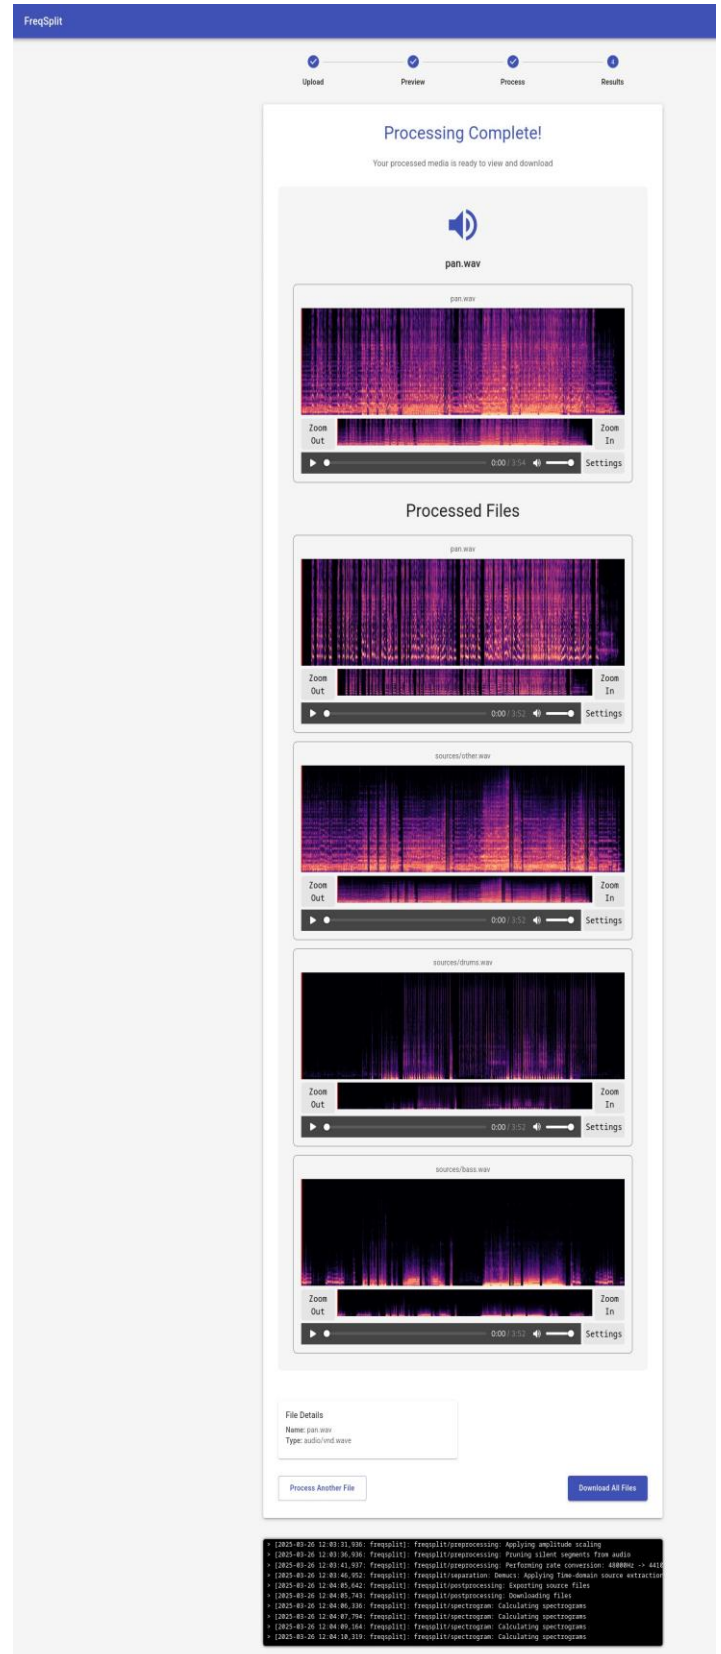 FreqSplit
Upload Preview Process 4 Results
Processing Complete!
Your processed media is ready to view and download
pan.wav
pan.wav
Zoom Out Zoom In
0:00 / 3:54 Settings
Processed Files
pan.wav
Zoom Out Zoom In
0:00 / 3:52 Settings
sources/other.wav
Zoom Out Zoom In
0:00 / 3:52 Settings
sources/drums.wav
Zoom Out Zoom In
0:00 / 3:52 Settings
sources/bass.wav
Zoom Out Zoom In
0:00 / 3:52 Settings
File Details
Name: pan.wav
Type: audio/vnd.wave
Process Another File Download All Files
> [2025-03-26 12:03:31,936: freqsplit]: freqsplit/preprocessing: Applying amplitude scaling
> [2025-03-26 12:03:36,936: freqsplit]: freqsplit/preprocessing: Pruning silent segments from audio
> [2025-03-26 12:03:41,937: freqsplit]: freqsplit/preprocessing: Performing rate conversion: 48000Hz -> 4410
> [2025-03-26 12:03:46,952: freqsplit]: freqsplit/separation: Demucs: Applying Time-domain source extraction
> [2025-03-26 12:04:05,642: freqsplit]: freqsplit/postprocessing: Exporting source files
> [2025-03-26 12:04:05,743: freqsplit]: freqsplit/postprocessing: Downloading files
> [2025-03-26 12:04:06,336: freqsplit]: freqsplit/spectrogram: Calculating spectrograms
> [2025-03-26 12:04:07,794: freqsplit]: freqsplit/spectrogram: Calculating spectrograms
> [2025-03-26 12:04:09,164: freqsplit]: freqsplit/spectrogram: Calculating spectrograms
> [2025-03-26 12:04:10,319: freqsplit]: freqsplit/spectrogram: Calculating spectrograms